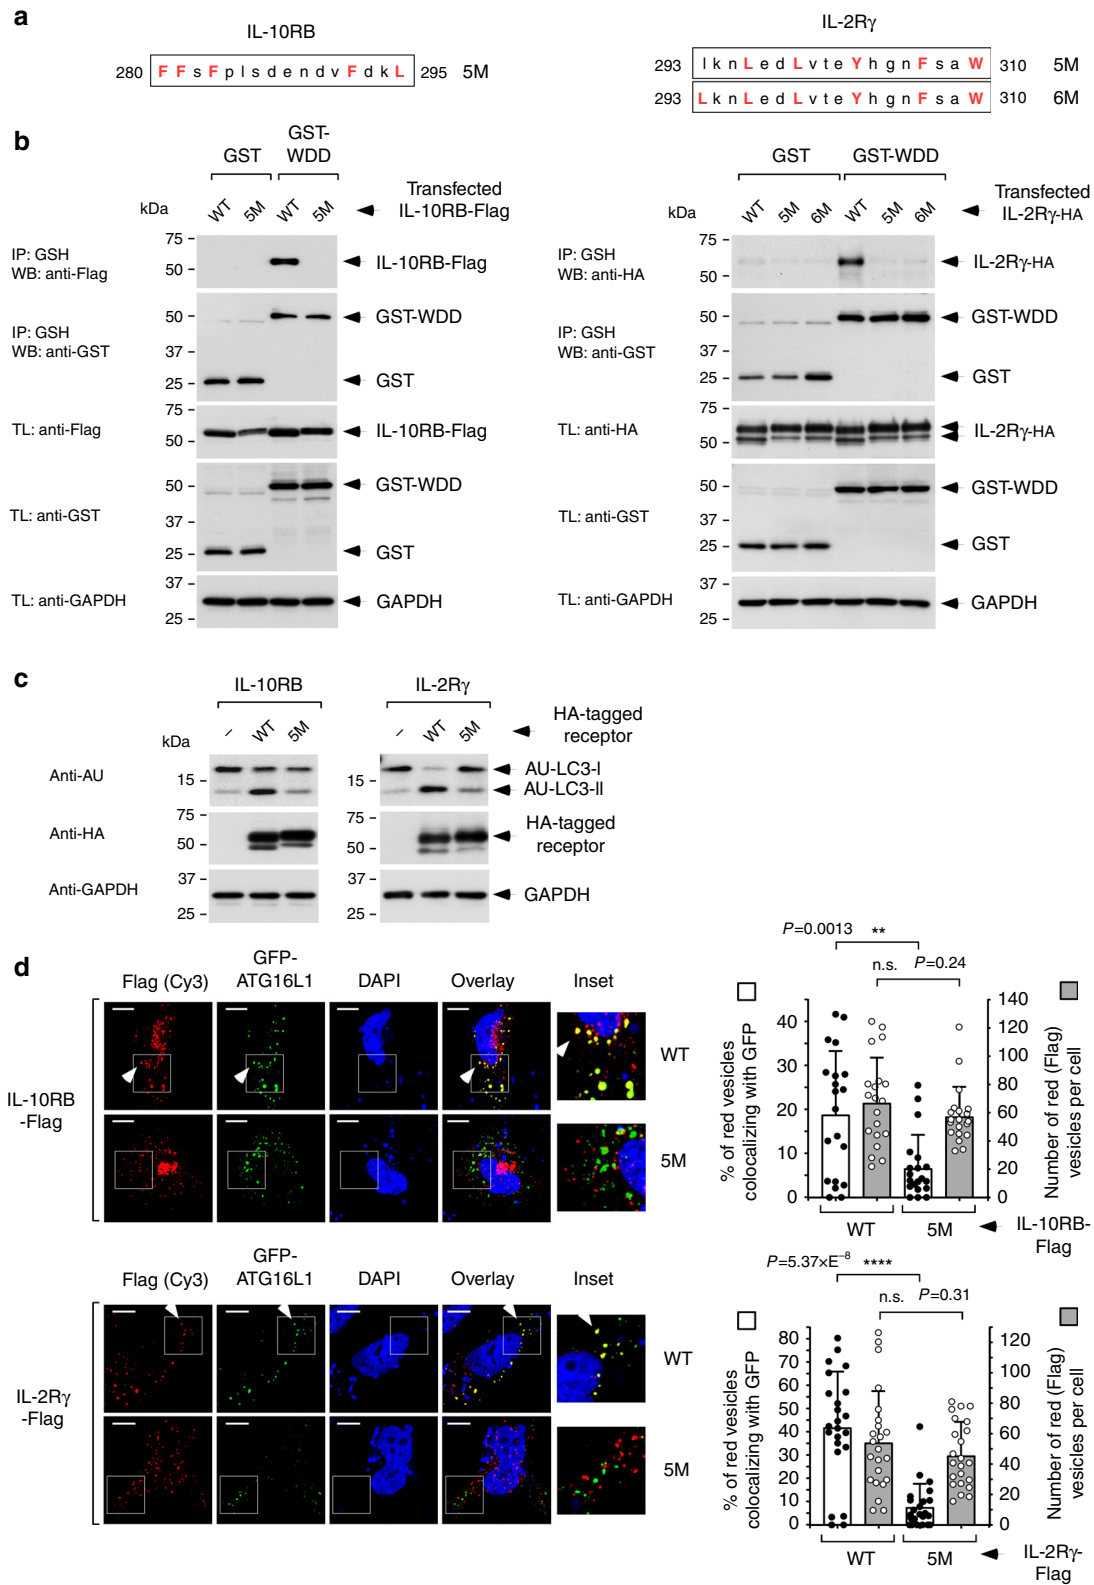 a
IL-10RB
280 FFsFplsdendvFdkL 295 5M
IL-2Rγ
293 lknLedLvteYhgnFsaW 310 5M
293 LknLedLvteYhgnFsaW 310 6M
b
GST GST-WDD
kDa WT 5M WT 5M Transfected IL-10RB-Flag
IP: GSH WB: anti-Flag
75
50
IL-10RB-Flag
IP: GSH WB: anti-GST
50
37
25
GST-WDD
GST
TL: anti-Flag
75
50
IL-10RB-Flag
TL: anti-GST
50
37
25
GST-WDD
GST
TL: anti-GAPDH
37
25
GAPDH
GST GST-WDD
kDa WT 5M 6M WT 5M 6M Transfected IL-2Rγ-HA
IP: GSH WB: anti-HA
75
50
IL-2Rγ-HA
IP: GSH WB: anti-GST
50
37
25
GST-WDD
GST
TL: anti-HA
75
50
IL-2Rγ-HA
TL: anti-GST
50
37
25
GST-WDD
GST
TL: anti-GAPDH
37
25
GAPDH
c
IL-10RB IL-2Rγ
kDa – WT 5M – WT 5M HA-tagged receptor
Anti-AU
15 15
AU-LC3-I
AU-LC3-II
Anti-HA
75 75
50 50
HA-tagged receptor
Anti-GAPDH
37 37
25 25
GAPDH
d
Flag (Cy3) GFP-ATG16L1 DAPI Overlay Inset
IL-10RB-Flag
WT
5M
P=0.0013 **
n.s. P=0.24
% of red vesicles colocalizing with GFP
40
30
20
10
0
140
120
100
80
60
40
20
0
Number of red (Flag) vesicles per cell
WT 5M IL-10RB-Flag
Flag (Cy3) GFP-ATG16L1 DAPI Overlay Inset
IL-2Rγ-Flag
WT
5M
P=5.37×E⁻⁸ ****
n.s. P=0.31
% of red vesicles colocalizing with GFP
80
70
60
50
40
30
20
10
0
120
100
80
60
40
20
0
Number of red (Flag) vesicles per cell
WT 5M IL-2Rγ-Flag